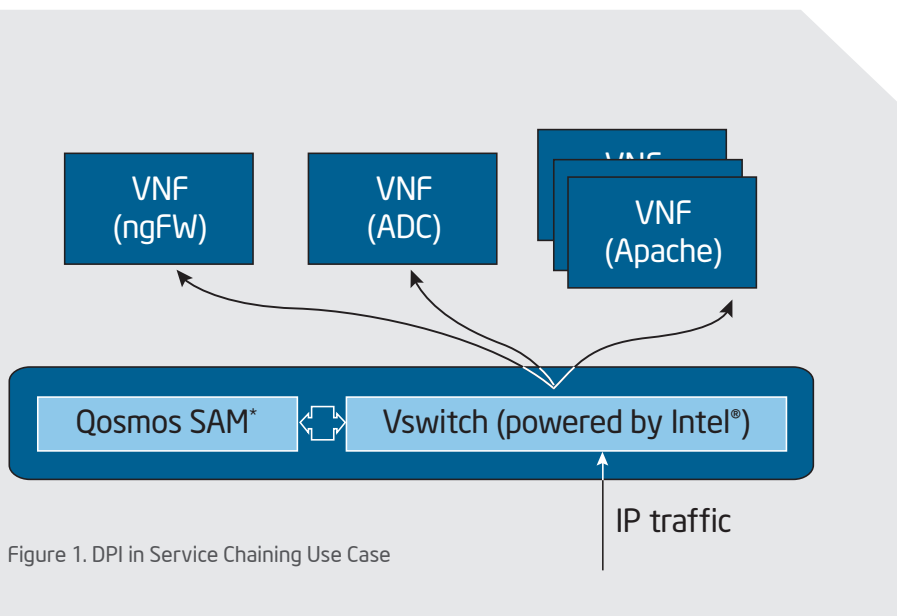 VNF
(ngFW)
VNF
(ADC)
VNF
VNF
(Apache)
Qosmos SAM*
Vswitch (powered by Intel®)
IP traffic
Figure 1. DPI in Service Chaining Use Case